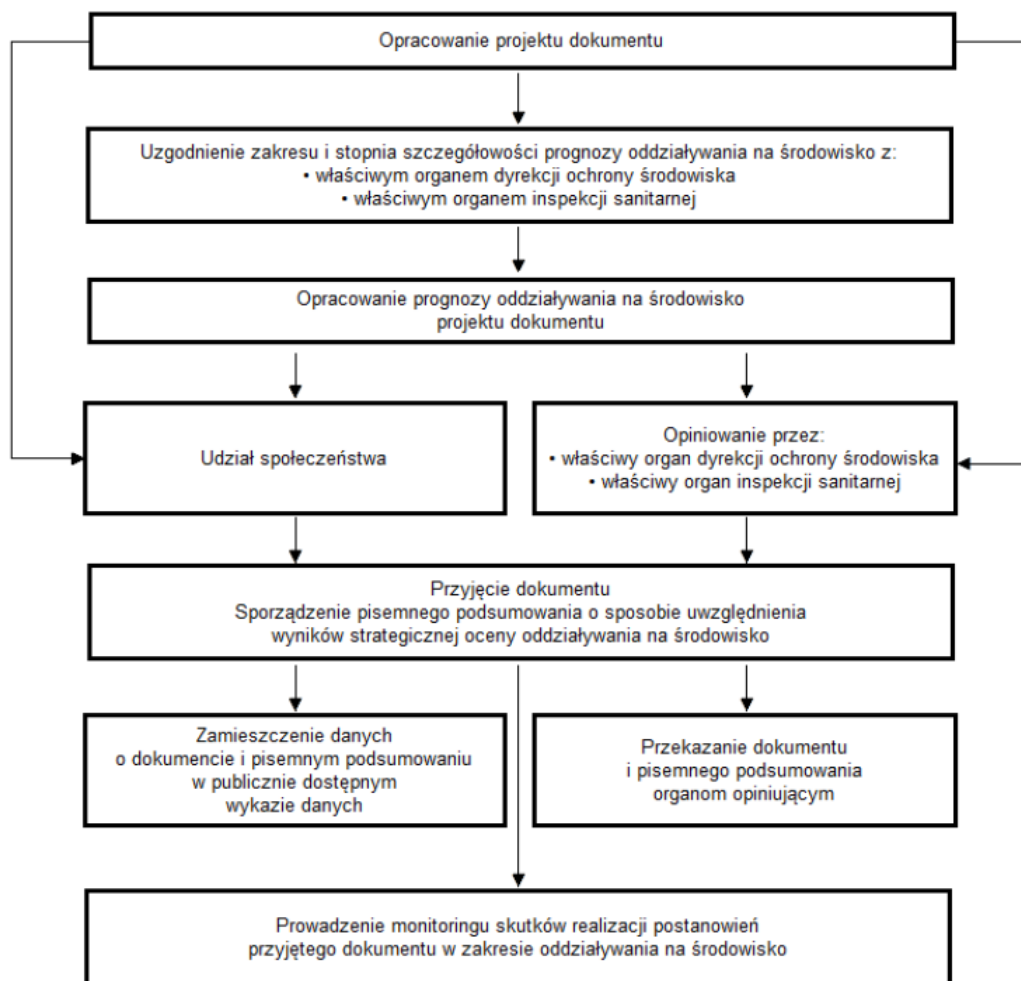 Opracowanie projektu dokumentu
Uzgodnienie zakresu i stopnia szczegółowości prognozy oddziaływania na środowisko z:
• właściwym organem dyrekcji ochrony środowiska
• właściwym organem inspekcji sanitarnej
Opracowanie prognozy oddziaływania na środowisko
projektu dokumentu
Udział społeczeństwa
Opiniowanie przez:
• właściwy organ dyrekcji ochrony środowiska
• właściwy organ inspekcji sanitarnej
Przyjęcie dokumentu
Sporządzenie pisemnego podsumowania o sposobie uwzględnienia
wyników strategicznej oceny oddziaływania na środowisko
Zamieszczenie danych
o dokumencie i pisemnym podsumowaniu
w publicznie dostępnym
wykazie danych
Przekazanie dokumentu
i pisemnego podsumowania
organom opiniującym
Prowadzenie monitoringu skutków realizacji postanowień
przyjętego dokumentu w zakresie oddziaływania na środowisko